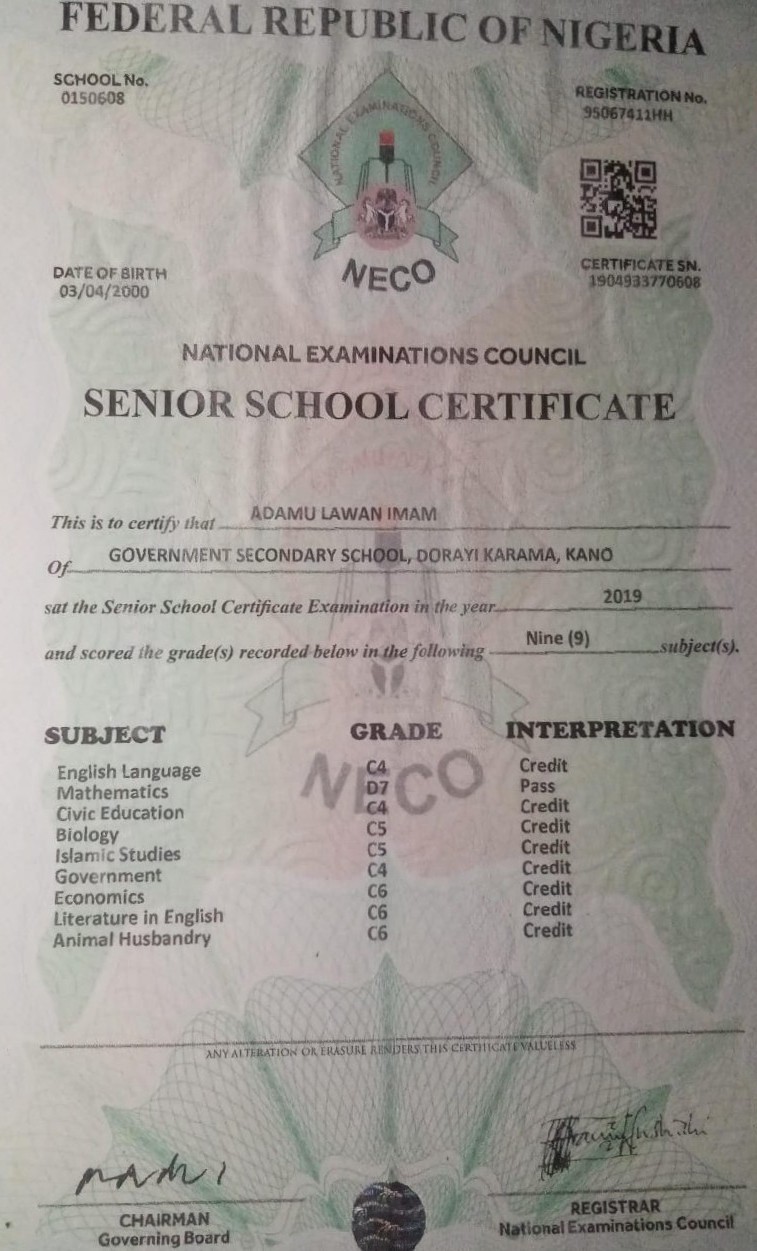 FEDERAL REPUBLIC OF NIGERIA
SCHOOL No.
0150608
REGISTRATION No.
95067411HH
NATIONAL EXAMINATIONS COUNCIL
NECO
DATE OF BIRTH
03/04/2000
CERTIFICATE SN.
1904933770608
NATIONAL EXAMINATIONS COUNCIL
SENIOR SCHOOL CERTIFICATE
This is to certify that ADAMU LAWAN IMAM
Of GOVERNMENT SECONDARY SCHOOL, DORAYI KARAMA, KANO
sat the Senior School Certificate Examination in the year 2019
and scored the grade(s) recorded below in the following Nine (9) subject(s).
SUBJECT GRADE INTERPRETATION
English Language C4 Credit
Mathematics D7 Pass
Civic Education C4 Credit
Biology C5 Credit
Islamic Studies C5 Credit
Government C4 Credit
Economics C6 Credit
Literature in English C6 Credit
Animal Husbandry C6 Credit
NECO
ANY ALTERATION OR ERASURE RENDERS THIS CERTIFICATE VALUELESS
CHAIRMAN
Governing Board
REGISTRAR
National Examinations Council